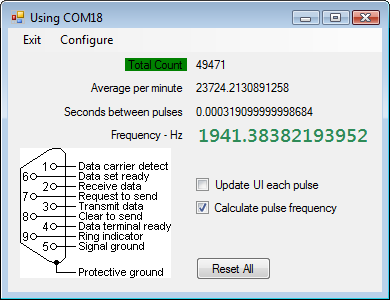 Using COM18
Exit Configure
Total Count 49471
Average per minute 23724.2130891258
Seconds between pulses 0.000319099999998684
Frequency - Hz 1941.38382193952
1 Data carrier detect
6 Data set ready
2 Receive data
7 Request to send
3 Transmit data
8 Clear to send
4 Data terminal ready
9 Ring indicator
5 Signal ground
Protective ground
Update UI each pulse
Calculate pulse frequency
Reset All